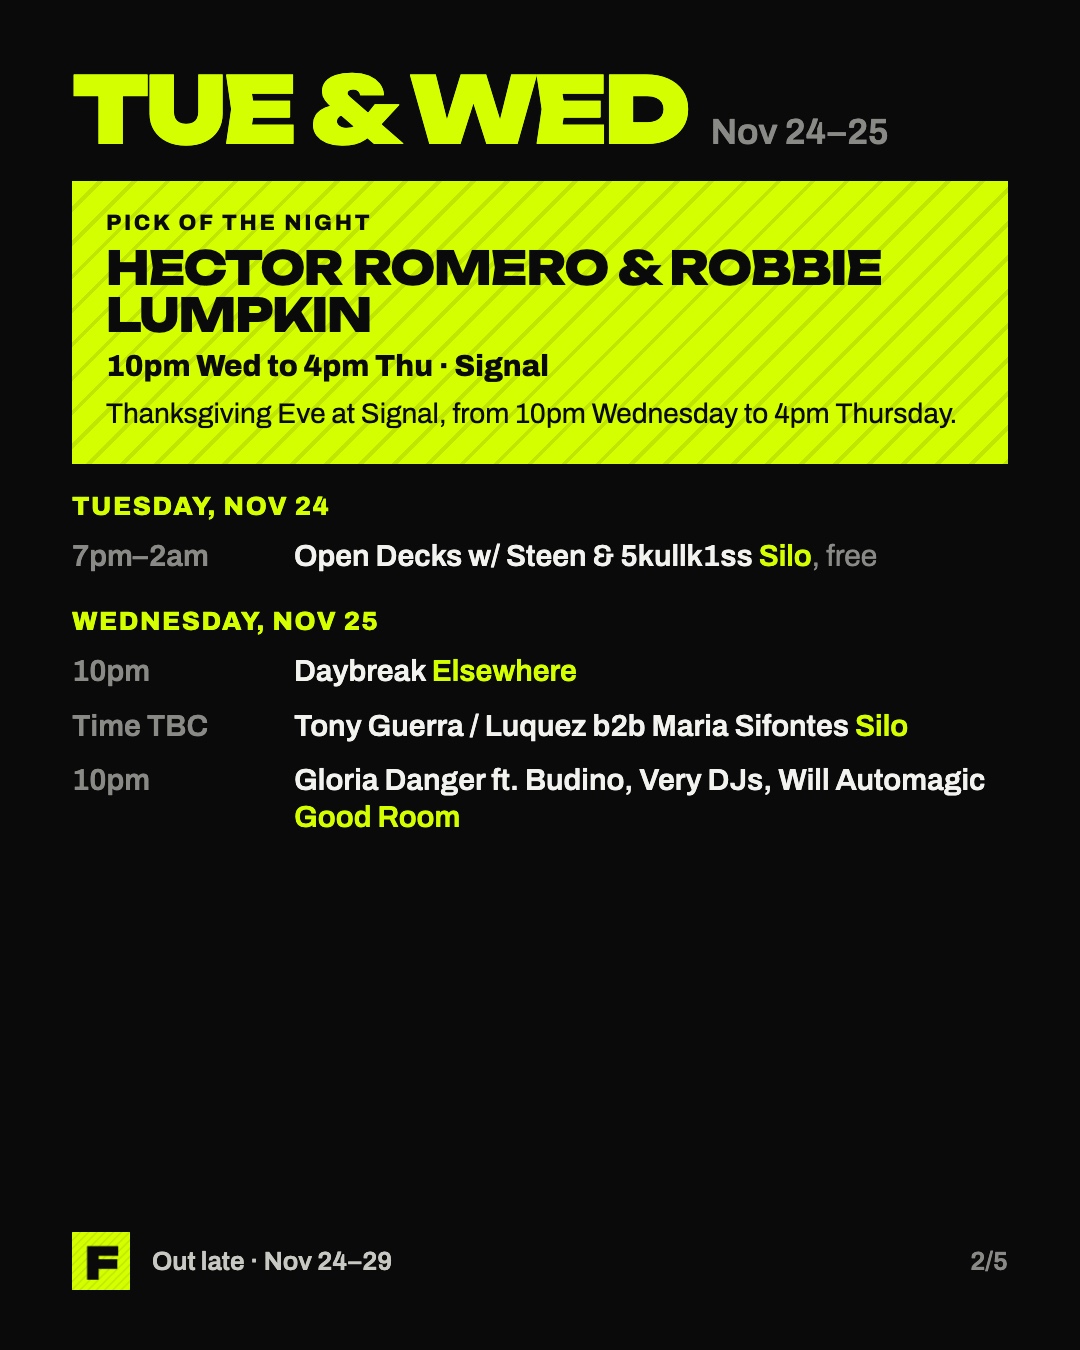 TUE & WED Nov 24–25
PICK OF THE NIGHT
HECTOR ROMERO & ROBBIE
LUMPKIN
10pm Wed to 4pm Thu · Signal
Thanksgiving Eve at Signal, from 10pm Wednesday to 4pm Thursday.
TUESDAY, NOV 24
7pm–2am Open Decks w/ Steen & 5kullk1ss Silo, free
WEDNESDAY, NOV 25
10pm Daybreak Elsewhere
Time TBC Tony Guerra / Luquez b2b Maria Sifontes Silo
10pm Gloria Danger ft. Budino, Very DJs, Will Automagic
Good Room
F Out late · Nov 24–29 2/5